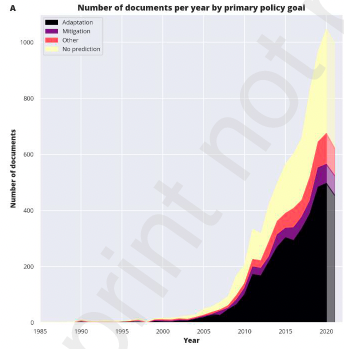 A
Number of documents per year by primary policy goal
Adaptation
Mitigation
Other
No prediction
Number of documents
1000
800
600
400
200
0
1985 1990 1995 2000 2005 2010 2015 2020
Year
print not